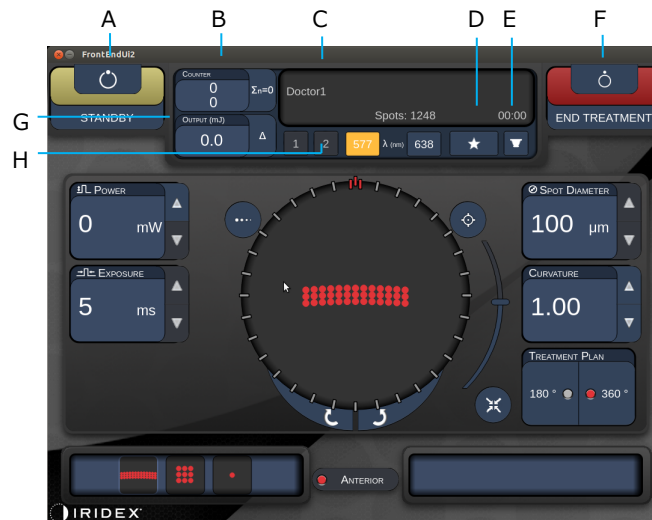 A
B
C
D
E
F
G
H
FrontEndUi2
STANDBY
COUNTER
0
0
Σn=0
OUTPUT (mJ)
0.0
Δ
Doctor1
Spots: 1248
00:00
1
2
577
λ (nm)
638
END TREATMENT
POWER
0
mW
EXPOSURE
5
ms
SPOT DIAMETER
100
µm
CURVATURE
1.00
TREATMENT PLAN
180 °
360 °
ANTERIOR
IRIDEX